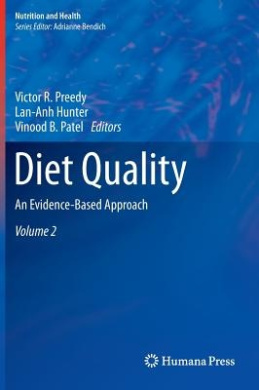 Nutrition and Health
Series Editor: Adrianne Bendich
Victor R. Preedy
Lan-Anh Hunter
Vinood B. Patel Editors
Diet Quality
An Evidence-Based Approach
Volume 2
Humana Press